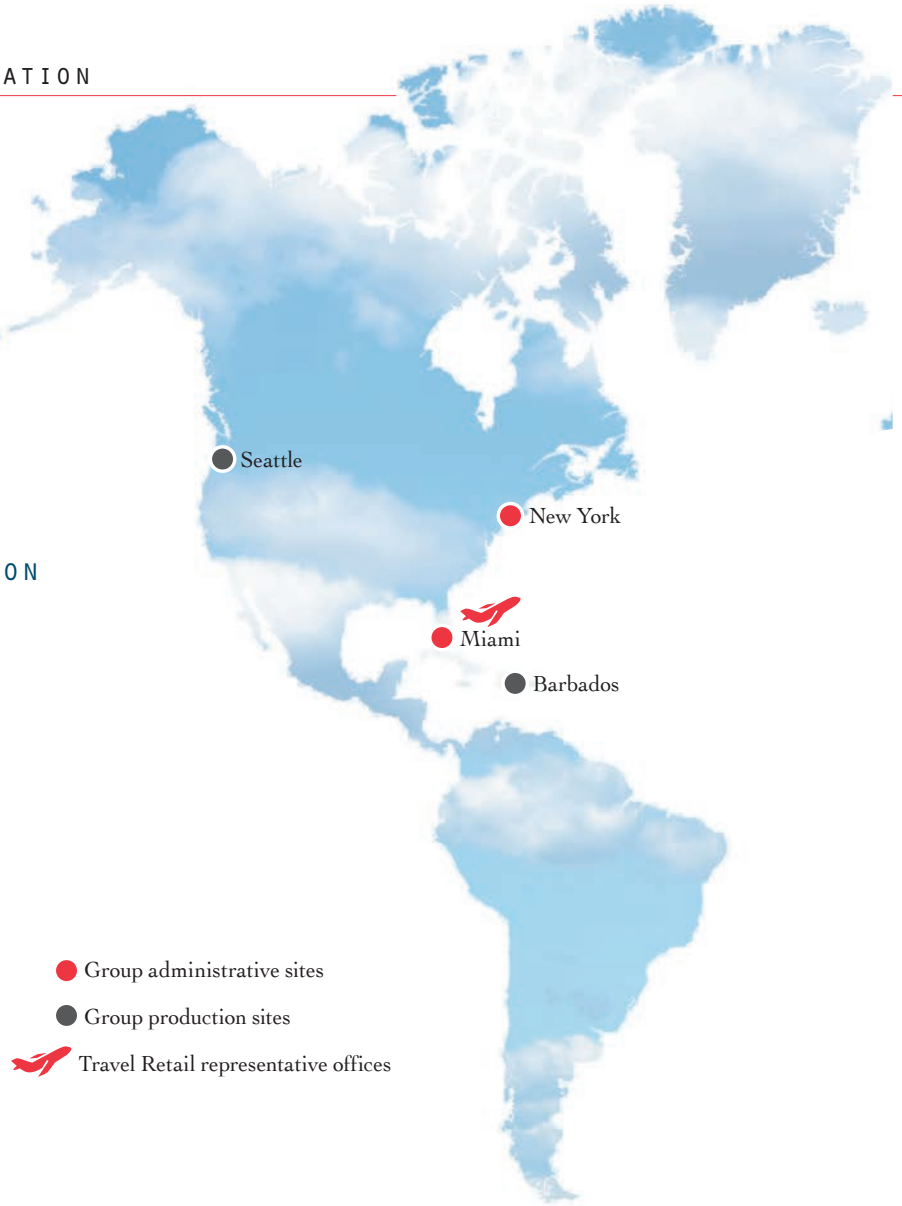 ATION
Seattle
New York
ON
Miami
Barbados
Group administrative sites
Group production sites
Travel Retail representative offices